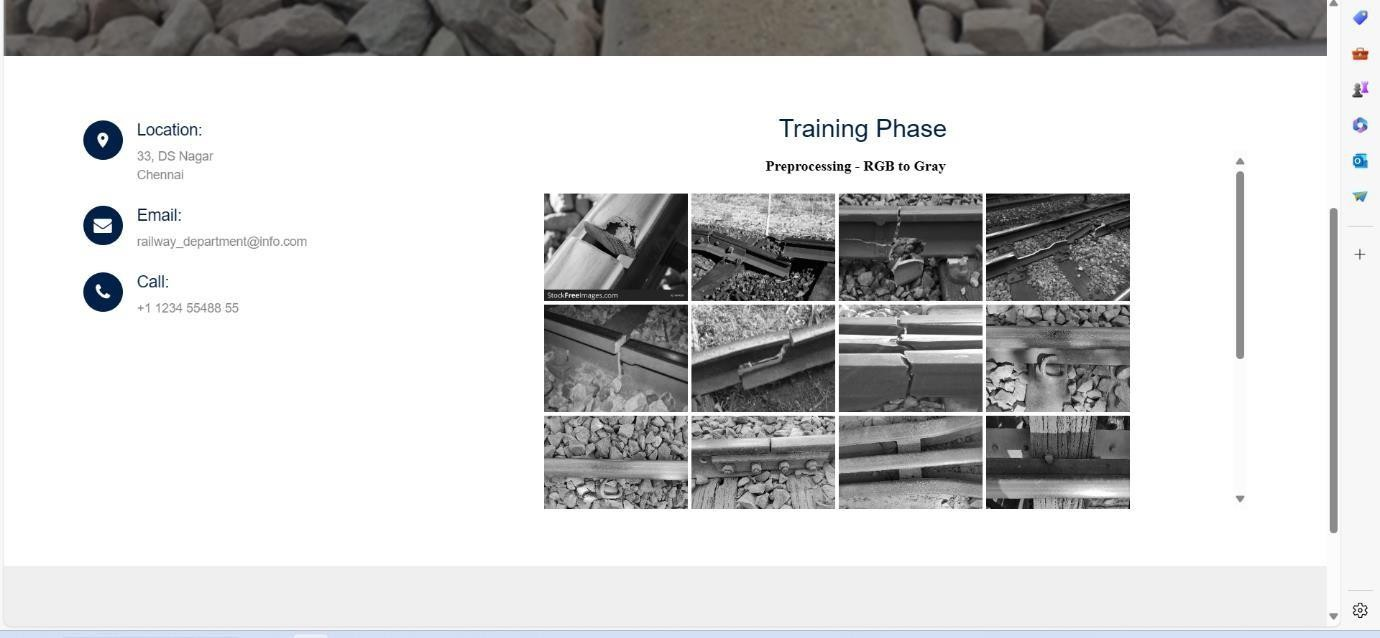 Location:
33, DS Nagar
Chennai
Email:
railway_department@info.com
Call:
+1 1234 55488 55
Training Phase
Preprocessing - RGB to Gray
StockFreeImages.com